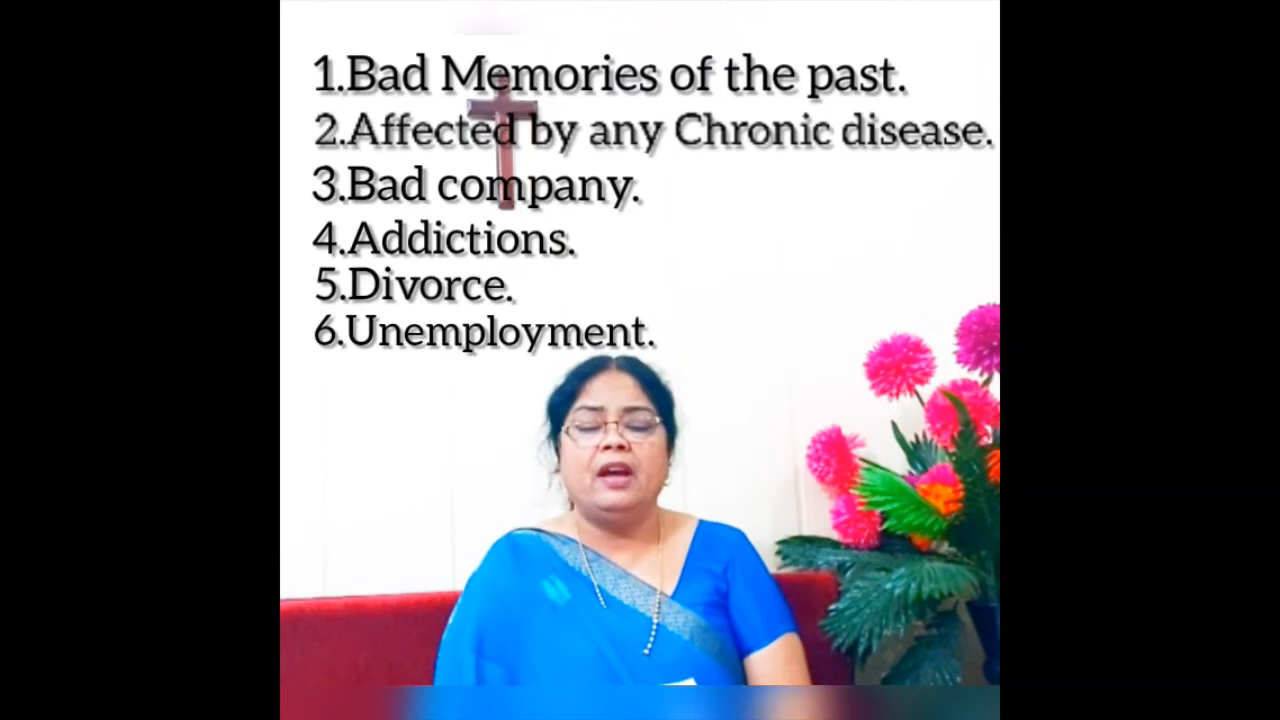 1.Bad Memories of the past.
2.Affected by any Chronic disease.
3.Bad company.
4.Addictions.
5.Divorce.
6.Unemployment.